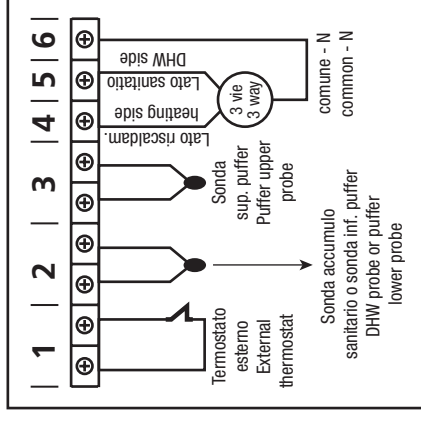 1
2
3
4
5
6
Termostato
esterno
External
thermostat
Sonda accumulo
sanitario o sonda inf. puffer
DHW probe or puffer
lower probe
Sonda
sup. puffer
Puffer upper
probe
Lato riscaldam.
heating side
Lato sanitatio
DHW side
3 vie
3 way
comune - N
common - N